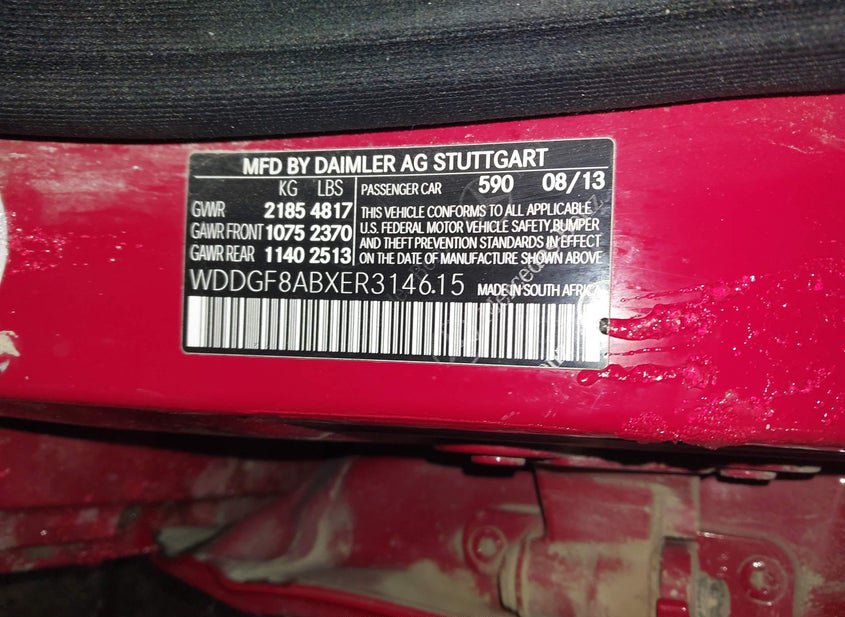 MFD BY DAIMLER AG STUTTGART
KG LBS
GVWR 2185 4817
GAWR FRONT 1075 2370
GAWR REAR 1140 2513
PASSENGER CAR 590 08/13
THIS VEHICLE CONFORMS TO ALL APPLICABLE
U.S. FEDERAL MOTOR VEHICLE SAFETY, BUMPER
AND THEFT PREVENTION STANDARDS IN EFFECT
ON THE DATE OF MANUFACTURE SHOWN ABOVE
WDDGF8ABXER314615 MADE IN SOUTH AFRICA